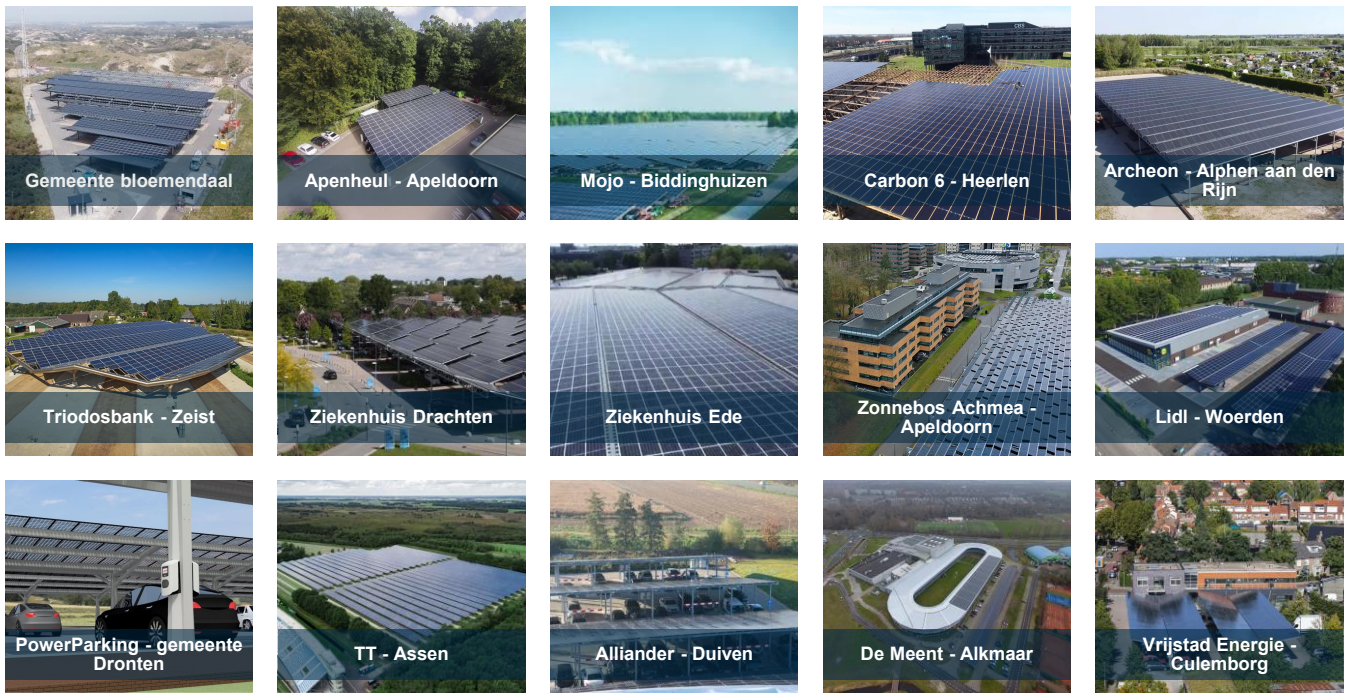 CBS
Gemeente bloemendaal
Apenheul - Apeldoorn
Mojo - Biddinghuizen
Carbon 6 - Heerlen
Archeon - Alphen aan den
Rijn
Triodosbank - Zeist
Ziekenhuis Drachten
Ziekenhuis Ede
Zonnebos Achmea -
Apeldoorn
Lidl - Woerden
PowerParking - gemeente
Dronten
TT - Assen
Alliander - Duiven
De Meent - Alkmaar
Vrijstad Energie -
Culemborg